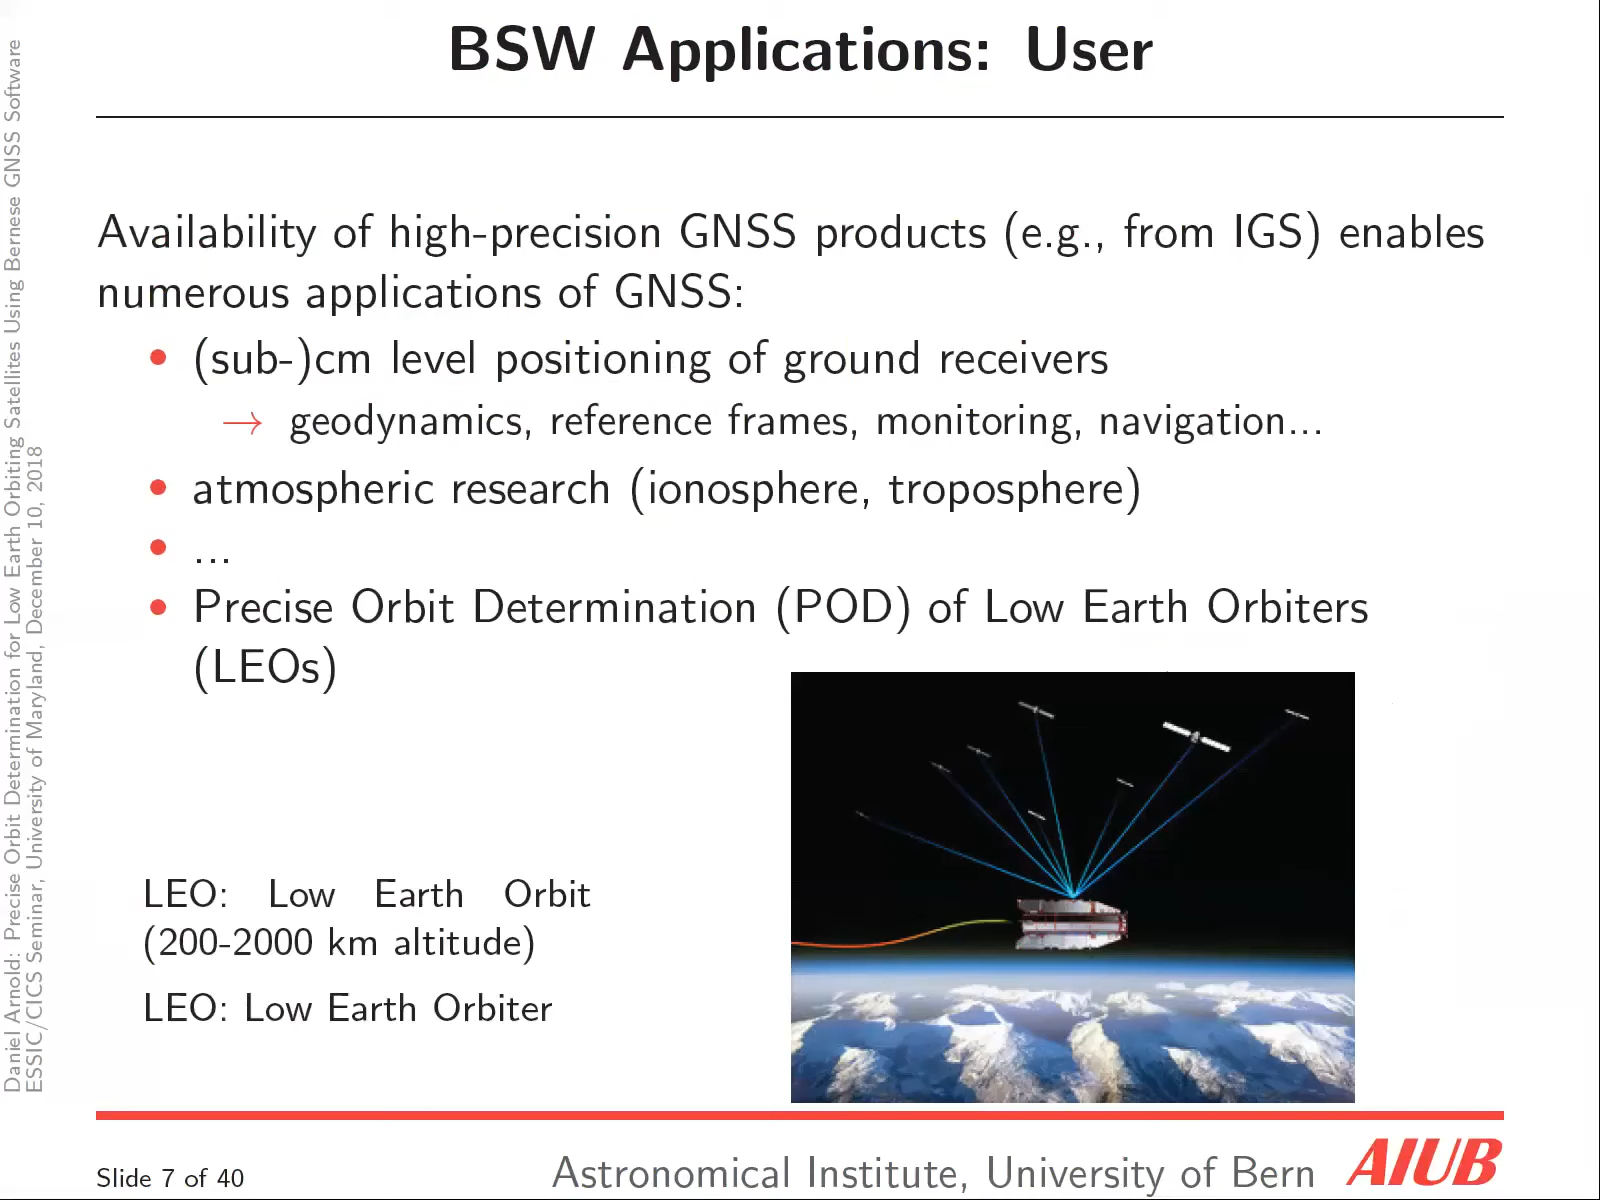 BSW Applications: User
Availability of high-precision GNSS products (e.g., from IGS) enables
numerous applications of GNSS:
• (sub-)cm level positioning of ground receivers
→ geodynamics, reference frames, monitoring, navigation...
• atmospheric research (ionosphere, troposphere)
• ...
• Precise Orbit Determination (POD) of Low Earth Orbiters
(LEOs)
LEO: Low Earth Orbit
(200-2000 km altitude)
LEO: Low Earth Orbiter
Daniel Arnold: Precise Orbit Determination for Low Earth Orbiting Satellites Using Bernese GNSS Software
ESSIC/CICS Seminar, University of Maryland, December 10, 2018
Slide 7 of 40
Astronomical Institute, University of Bern
AIUB